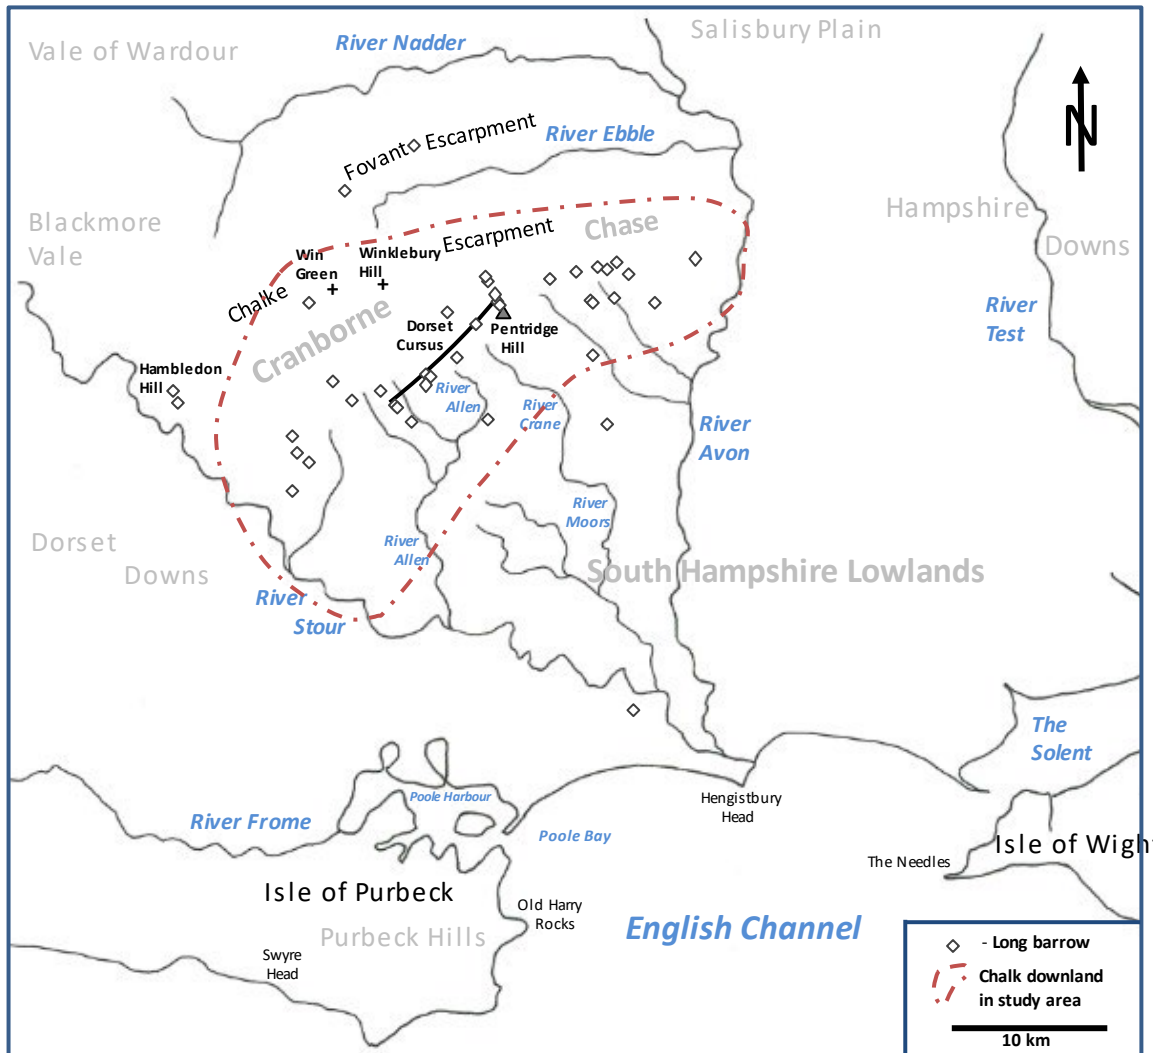 Salisbury Plain
Vale of Wardour
River Nadder
Fovant Escarpment
River Ebble
Blackmore
Vale
Hampshire
Downs
Chase
Escarpment
Win
Green
Winklebury
Hill
Chalke
Cranborne
Dorset
Cursus
Pentridge
Hill
River
Test
Hambledon
Hill
River
Allen
River
Crane
River
Avon
River
Moors
Dorset
Downs
River
Allen
South Hampshire Lowlands
River
Stour
The
Solent
Poole Harbour
Hengistbury
Head
River Frome
Poole Bay
Isle of Wight
The Needles
Isle of Purbeck
Old Harry
Rocks
English Channel
Purbeck Hills
Swyre
Head
N
- Long barrow
Chalk downland
in study area
10 km